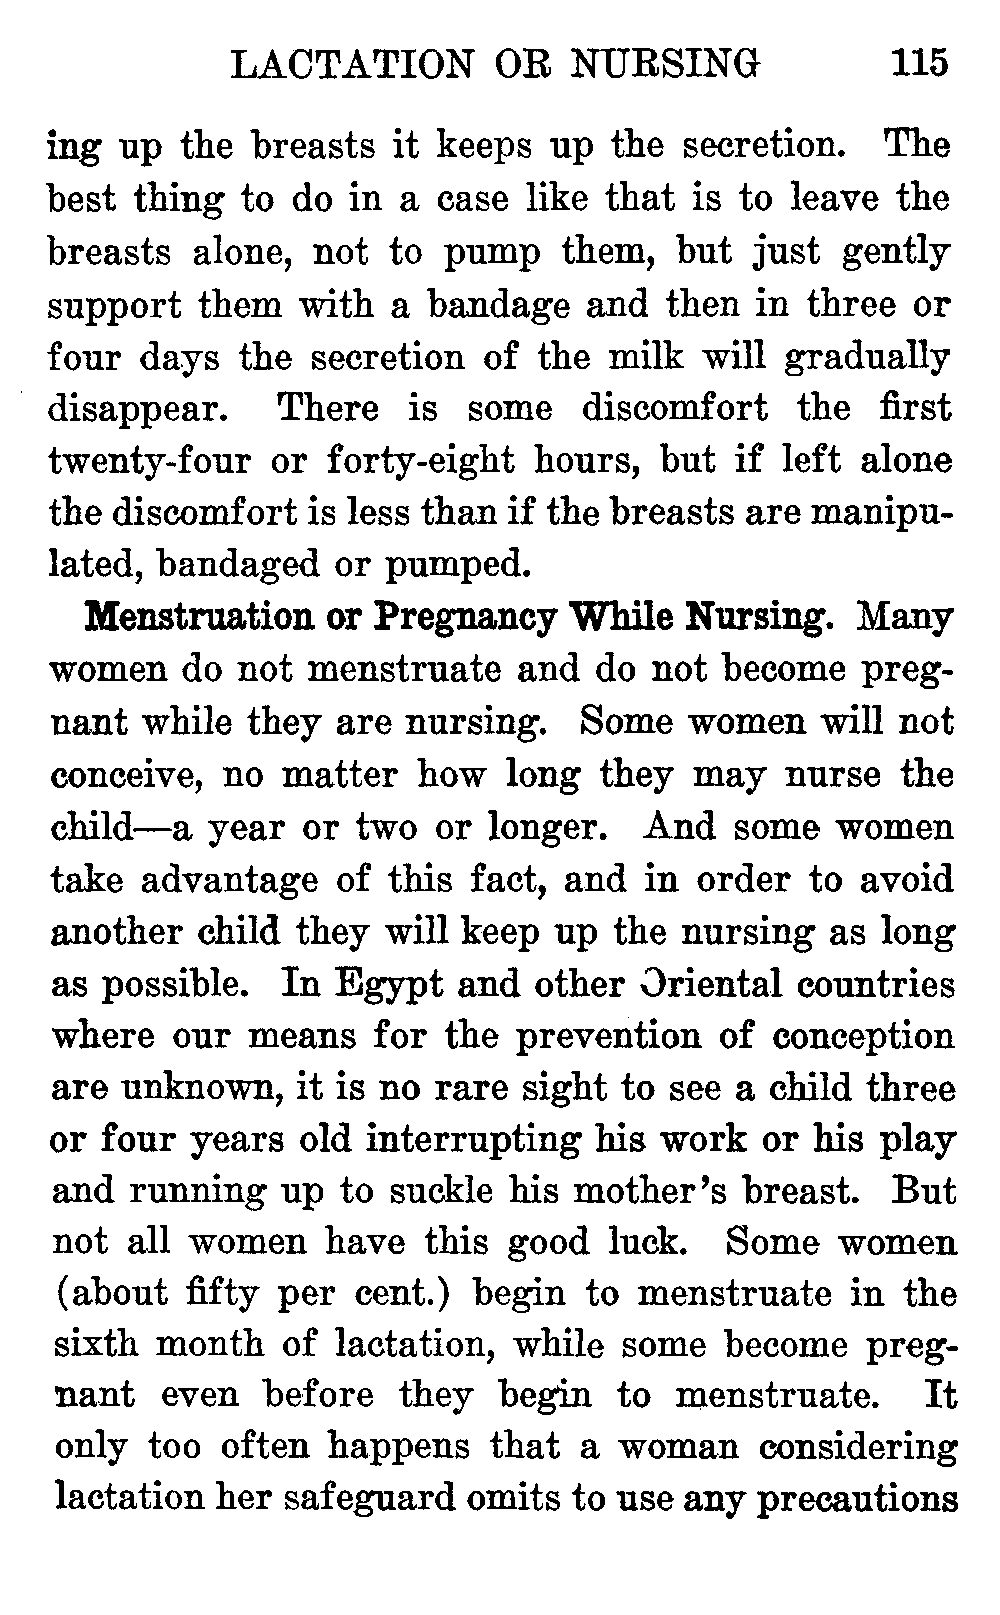 LACTATION OR NURSING 115
ing up the breasts it keeps up the secretion. The
best thing to do in a case like that is to leave the
breasts alone, not to pump them, but just gently
support them with a bandage and then in three or
four days the secretion of the milk will gradually
disappear. There is some discomfort the first
twenty-four or forty-eight hours, but if left alone
the discomfort is less than if the breasts are manipu-
lated, bandaged or pumped.
Menstruation or Pregnancy While Nursing. Many
women do not menstruate and do not become preg-
nant while they are nursing. Some women will not
conceive, no matter how long they may nurse the
child—a year or two or longer. And some women
take advantage of this fact, and in order to avoid
another child they will keep up the nursing as long
as possible. In Egypt and other Oriental countries
where our means for the prevention of conception
are unknown, it is no rare sight to see a child three
or four years old interrupting his work or his play
and running up to suckle his mother's breast. But
not all women have this good luck. Some women
(about fifty per cent.) begin to menstruate in the
sixth month of lactation, while some become preg-
nant even before they begin to menstruate. It
only too often happens that a woman considering
lactation her safeguard omits to use any precautions